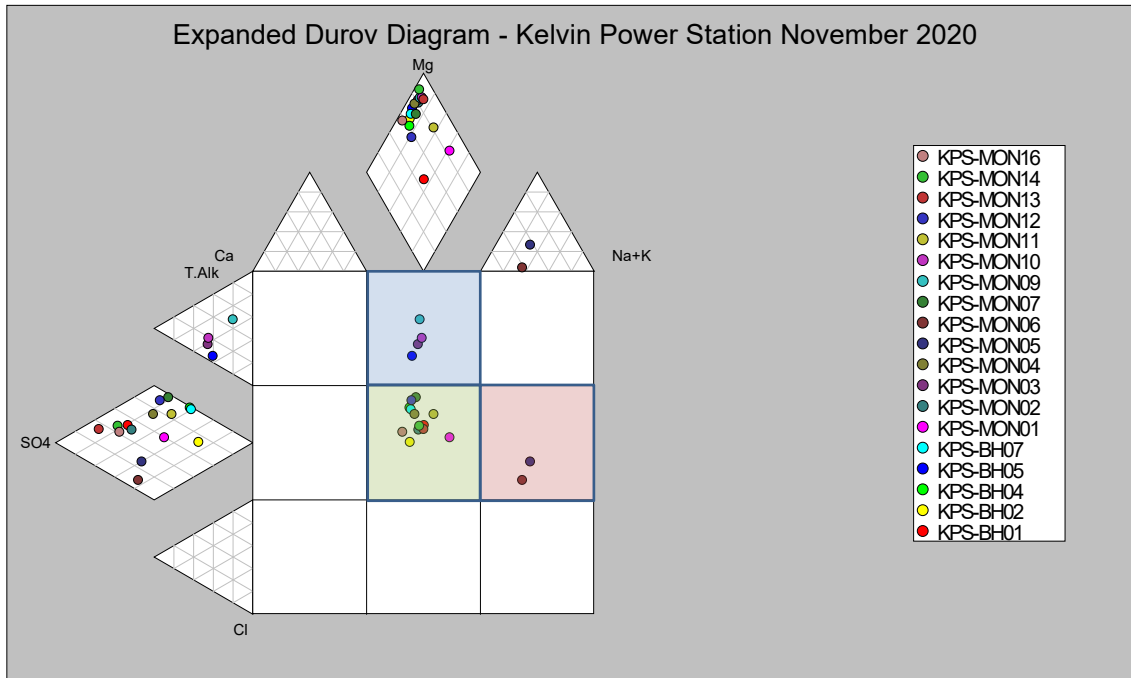 Expanded Durov Diagram - Kelvin Power Station November 2020
Mg
Ca
Na+K
T.Alk
SO4
Cl
KPS-MON16
KPS-MON14
KPS-MON13
KPS-MON12
KPS-MON11
KPS-MON10
KPS-MON09
KPS-MON07
KPS-MON06
KPS-MON05
KPS-MON04
KPS-MON03
KPS-MON02
KPS-MON01
KPS-BH07
KPS-BH05
KPS-BH04
KPS-BH02
KPS-BH01